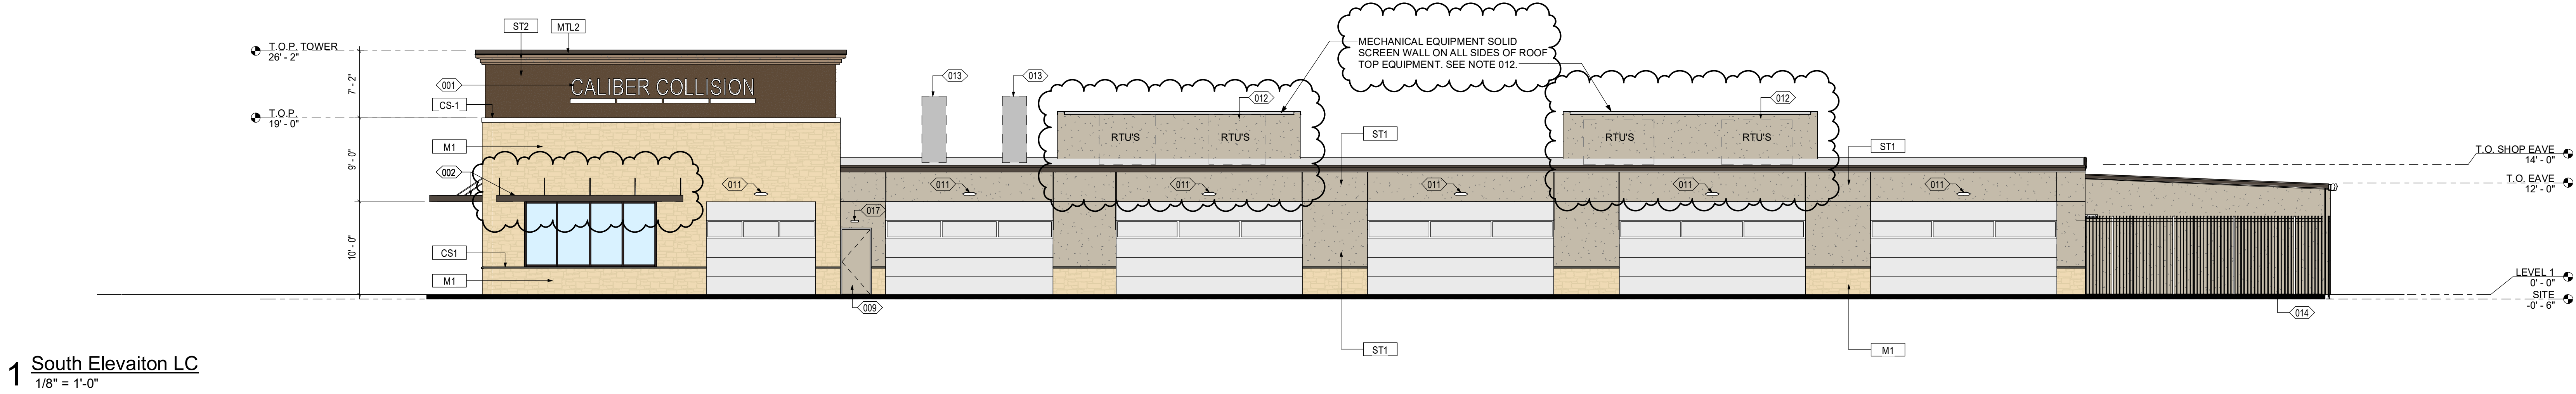 ST2
MTL2
T.O.P. TOWER
26' - 2"
7' - 2"
001
CALIBER COLLISION
CS-1
T.O.P.
19' - 0"
M1
9' - 0"
002
10' - 0"
CS1
M1
013
013
MECHANICAL EQUIPMENT SOLID
SCREEN WALL ON ALL SIDES OF ROOF
TOP EQUIPMENT. SEE NOTE 012.
012
012
RTU'S
RTU'S
RTU'S
RTU'S
ST1
ST1
011
011
011
011
011
011
017
009
ST1
M1
T.O. SHOP EAVE
14' - 0"
T.O. EAVE
12' - 0"
LEVEL 1
0' - 0"
SITE
-0' - 6"
014
1
South Elevaiton LC
1/8" = 1'-0"